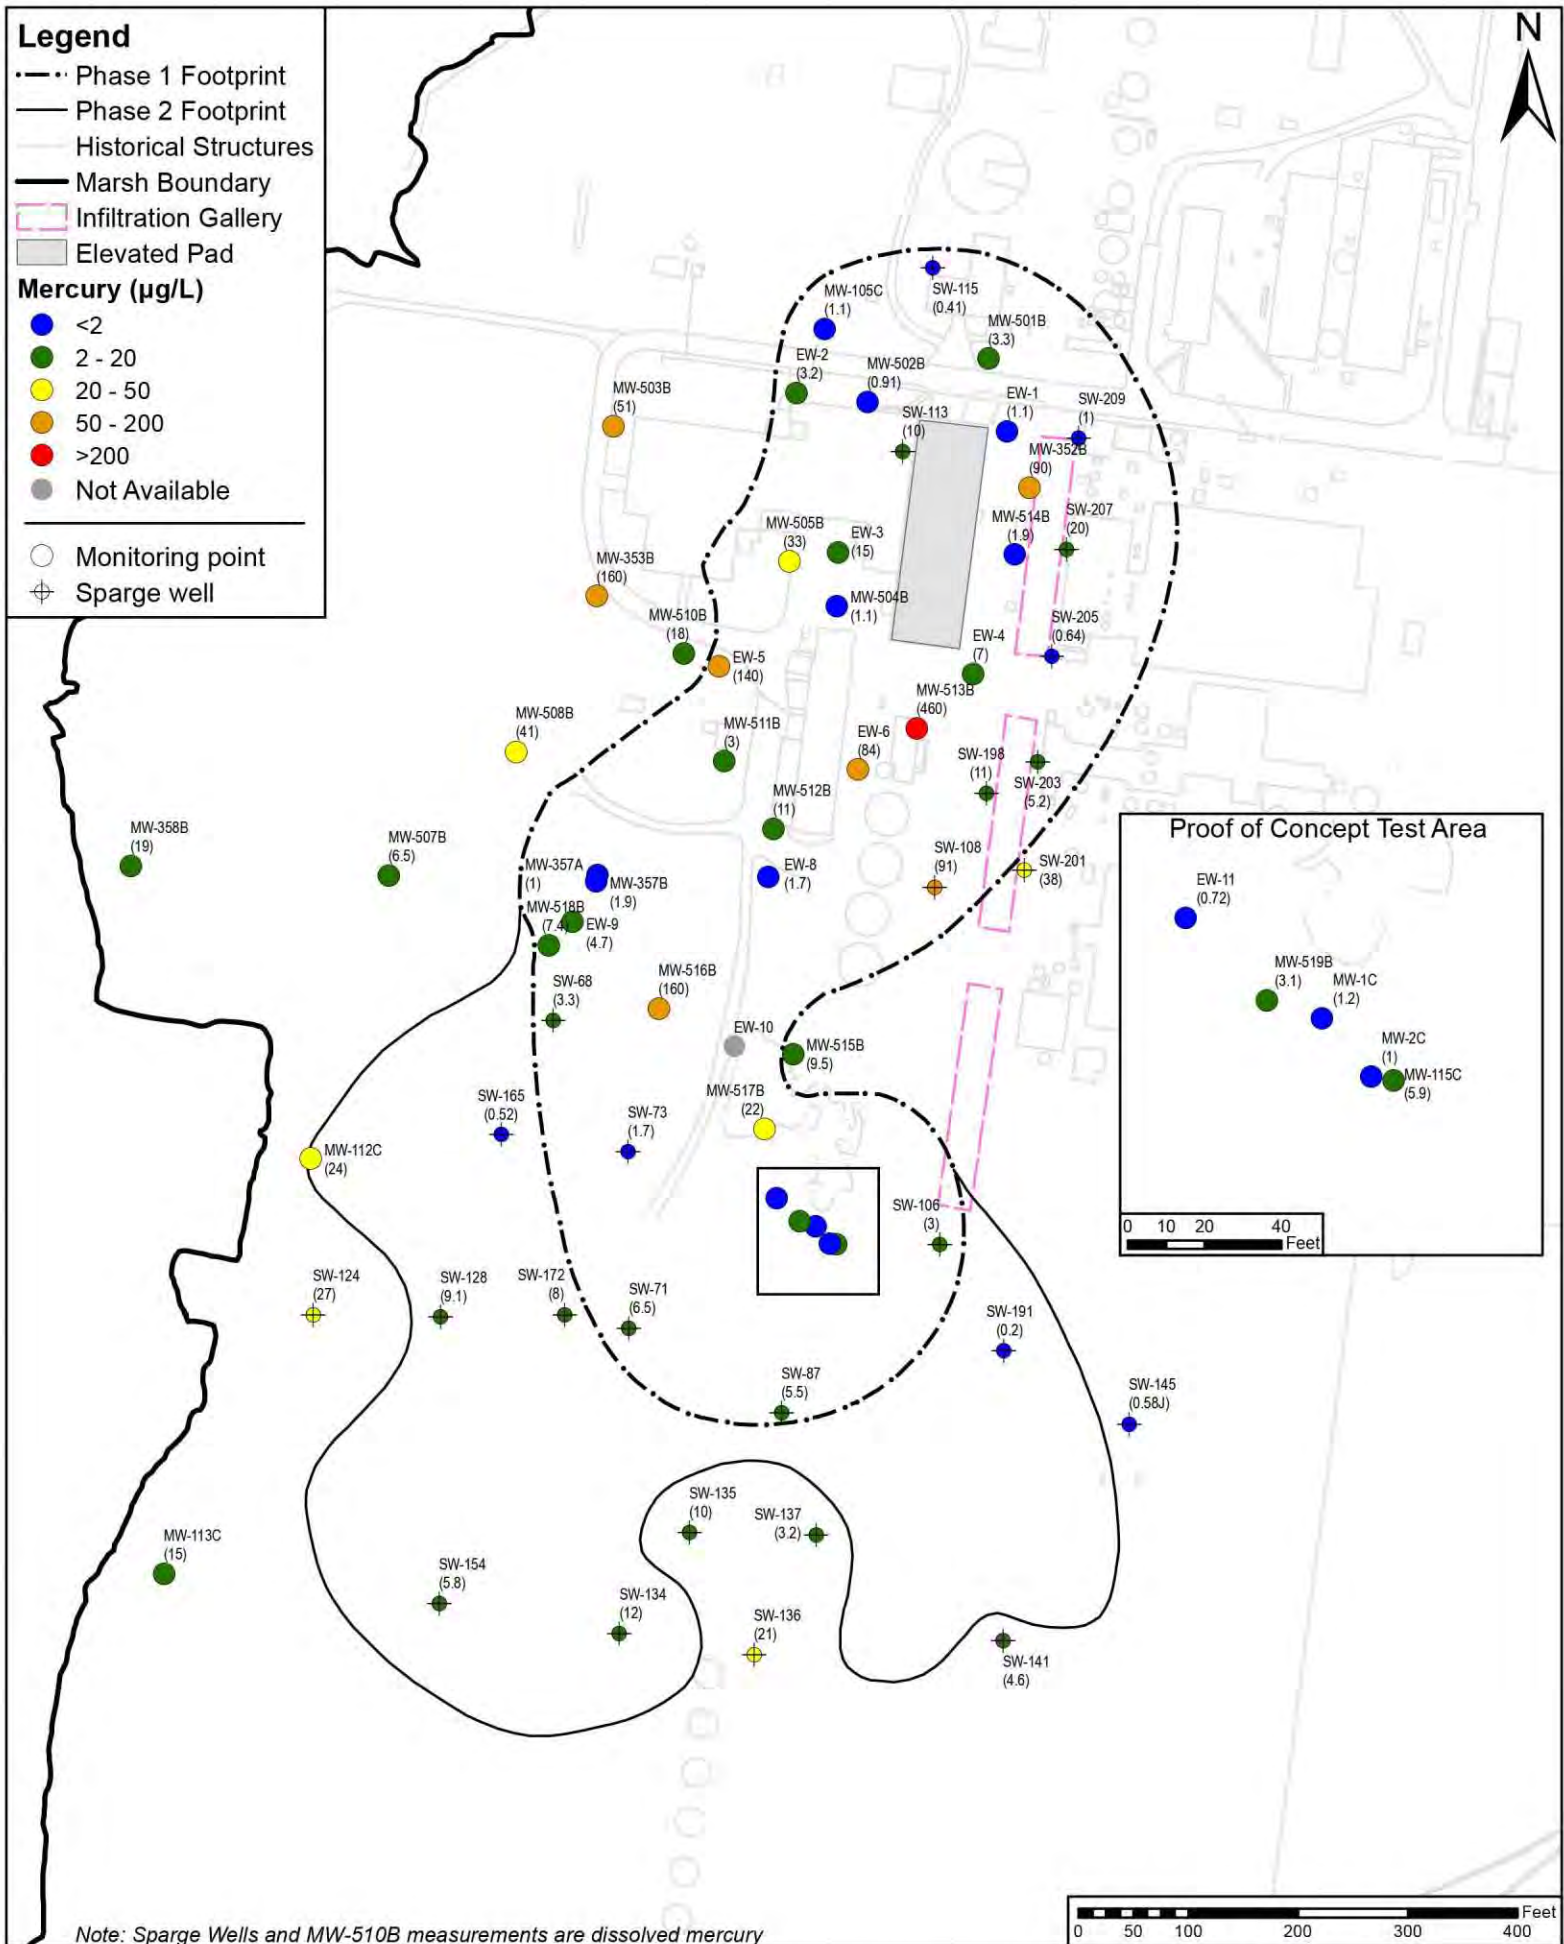 Legend
Phase 1 Footprint
Phase 2 Footprint
Historical Structures
Marsh Boundary
Infiltration Gallery
Elevated Pad
Mercury (µg/L)
<2
2 - 20
20 - 50
50 - 200
>200
Not Available
Monitoring point
Sparge well
N
SW-115
(0.41)
MW-105C
(1.1)
MW-501B
(3.3)
EW-2
(3.2)
MW-502B
(0.91)
MW-503B
(51)
SW-113
(10)
EW-1
(1.1)
SW-209
(1)
MW-352B
(90)
MW-505B
(33)
EW-3
(15)
MW-514B
(1.9)
SW-207
(20)
MW-353B
(160)
MW-504B
(1.1)
MW-510B
(18)
SW-205
(0.64)
EW-5
(140)
EW-4
(7)
MW-513B
(460)
MW-508B
(41)
MW-511B
(3)
EW-6
(84)
SW-198
(11)
SW-203
(5.2)
MW-512B
(11)
MW-358B
(19)
MW-507B
(6.5)
MW-357A
(1)
MW-357B
(1.9)
EW-8
(1.7)
SW-108
(91)
SW-201
(38)
MW-518B
(7.4)
EW-9
(4.7)
SW-68
(3.3)
MW-516B
(160)
EW-10
MW-515B
(9.5)
MW-517B
(22)
SW-165
(0.52)
SW-73
(1.7)
MW-112C
(24)
SW-106
(3)
SW-124
(27)
SW-128
(9.1)
SW-172
(8)
SW-71
(6.5)
SW-191
(0.2)
SW-87
(5.5)
SW-145
(0.58J)
SW-135
(10)
SW-137
(3.2)
MW-113C
(15)
SW-154
(5.8)
SW-134
(12)
SW-136
(21)
SW-141
(4.6)
Proof of Concept Test Area
EW-11
(0.72)
MW-519B
(3.1)
MW-1C
(1.2)
MW-2C
(1)
MW-115C
(5.9)
0 10 20 40
Feet
Note: Sparge Wells and MW-510B measurements are dissolved mercury
Feet
0 50 100 200 300 400